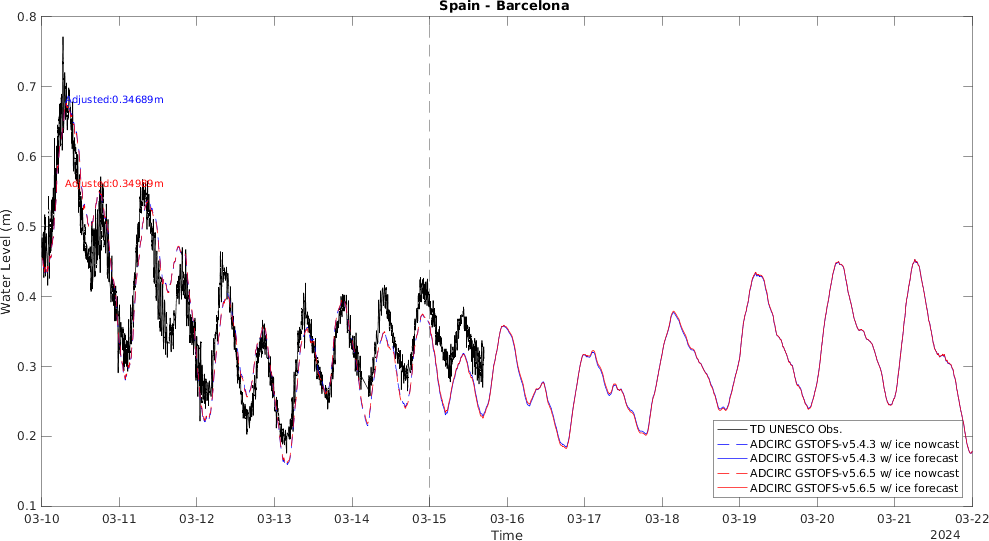 Spain - Barcelona
0.8
0.7
0.6
0.5
0.4
0.3
0.2
0.1
Water Level (m)
Adjusted:0.34689m
TD UNESCO Obs.
ADCIRC GSTOFS-v5.4.3 w/ ice nowcast
ADCIRC GSTOFS-v5.4.3 w/ ice forecast
ADCIRC GSTOFS-v5.6.5 w/ ice nowcast
ADCIRC GSTOFS-v5.6.5 w/ ice forecast
03-10 03-11 03-12 03-13 03-14 03-15 03-16 03-17 03-18 03-19 03-20 03-21 03-22
Time
2024